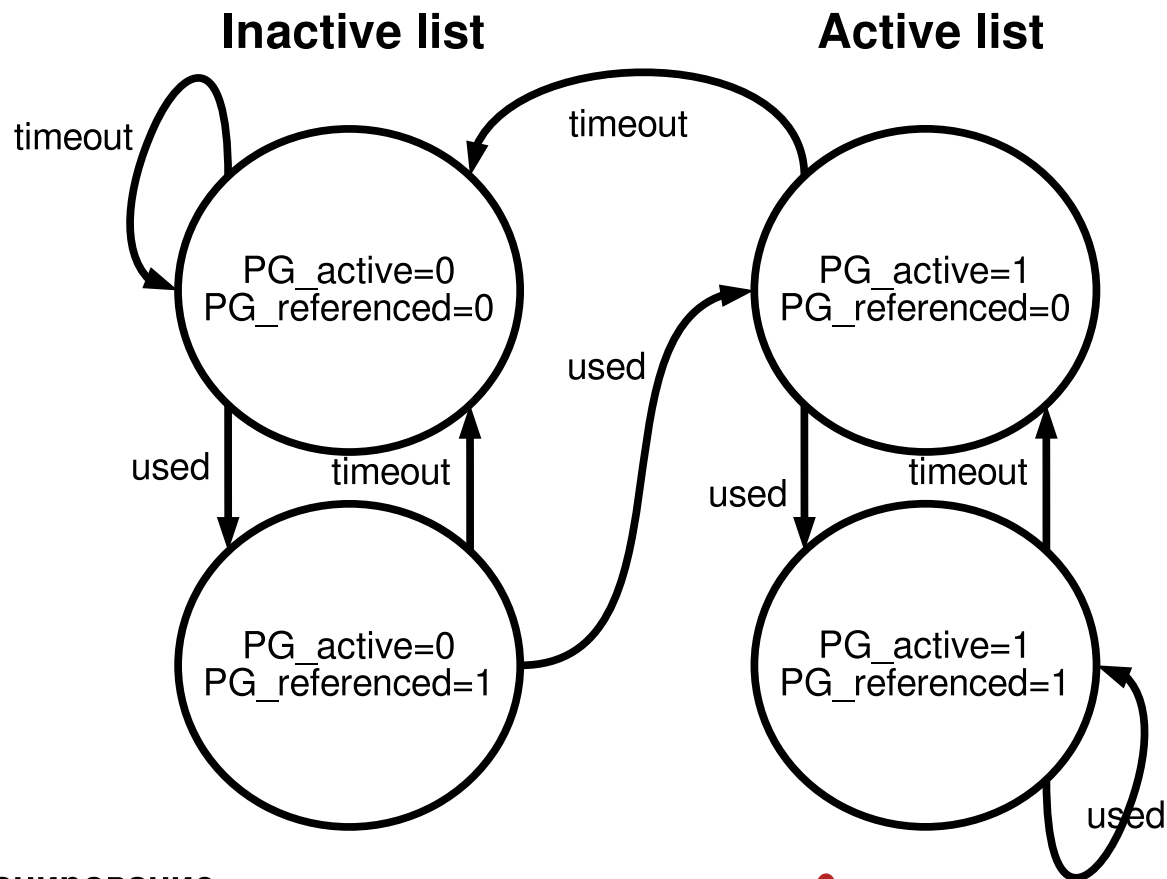 Inactive list
Active list
timeout
timeout
PG_active=0
PG_referenced=0
PG_active=1
PG_referenced=0
used
used
timeout
used
timeout
PG_active=0
PG_referenced=1
PG_active=1
PG_referenced=1
used